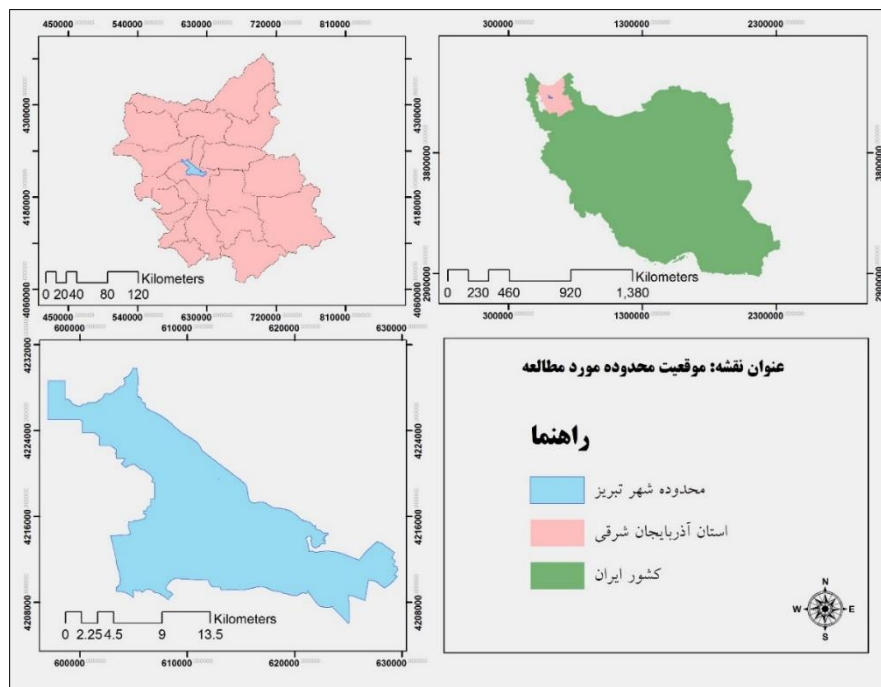 450000 540000 630000 720000 810000
4300000
4180000
4060000
Kilometers
0 20 40 80 120
450000 540000 630000 720000 810000
300000 1300000 2300000
3800000
3800000
2900000
2900000
Kilometers
0 230 460 920 1,380
300000 1300000 2300000
600000 610000 620000 630000
4232000
4224000
4216000
4208000
Kilometers
0 2.25 4.5 9 13.5
600000 610000 620000 630000
عنوان نقشه: موقعیت محدوده مورد مطالعه
راهنما
محدوده شهر تبریز
استان آذربایجان شرقی
کشور ایران
N
W E
S